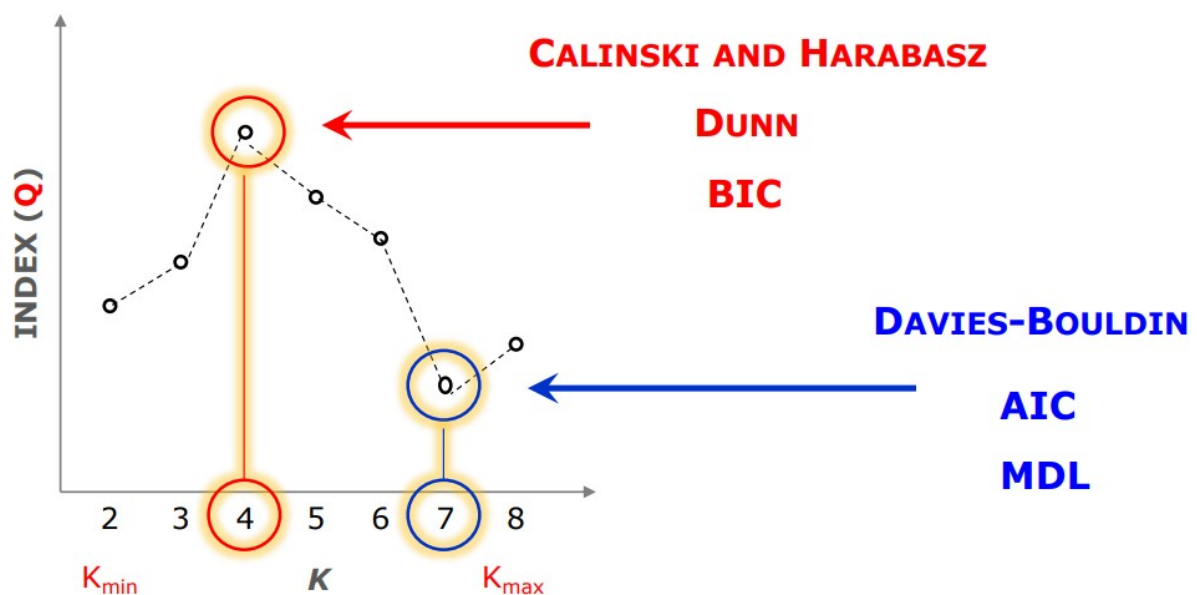 CALINSKI AND HARABASZ
DUNN
BIC
INDEX (Q)
DAVIES-BOULDIN
AIC
MDL
2 3 4 5 6 7 8
Kmin K Kmax